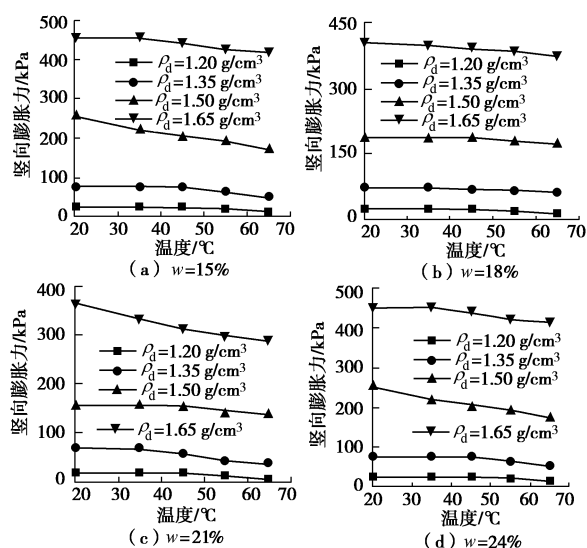 竖向膨胀力/kPa
500
400
300
200
100
0
ρd=1.20 g/cm³
ρd=1.35 g/cm³
ρd=1.50 g/cm³
ρd=1.65 g/cm³
20 30 40 50 60 70
温度/℃
(a) w=15%
竖向膨胀力/kPa
450
300
150
0
ρd=1.20 g/cm³
ρd=1.35 g/cm³
ρd=1.50 g/cm³
ρd=1.65 g/cm³
20 30 40 50 60 70
温度/℃
(b) w=18%
竖向膨胀力/kPa
400
300
200
100
0
ρd=1.20 g/cm³
ρd=1.35 g/cm³
ρd=1.50 g/cm³
ρd=1.65 g/cm³
20 30 40 50 60 70
温度/℃
(c) w=21%
竖向膨胀力/kPa
500
400
300
200
100
0
ρd=1.20 g/cm³
ρd=1.35 g/cm³
ρd=1.50 g/cm³
ρd=1.65 g/cm³
20 30 40 50 60 70
温度/℃
(d) w=24%